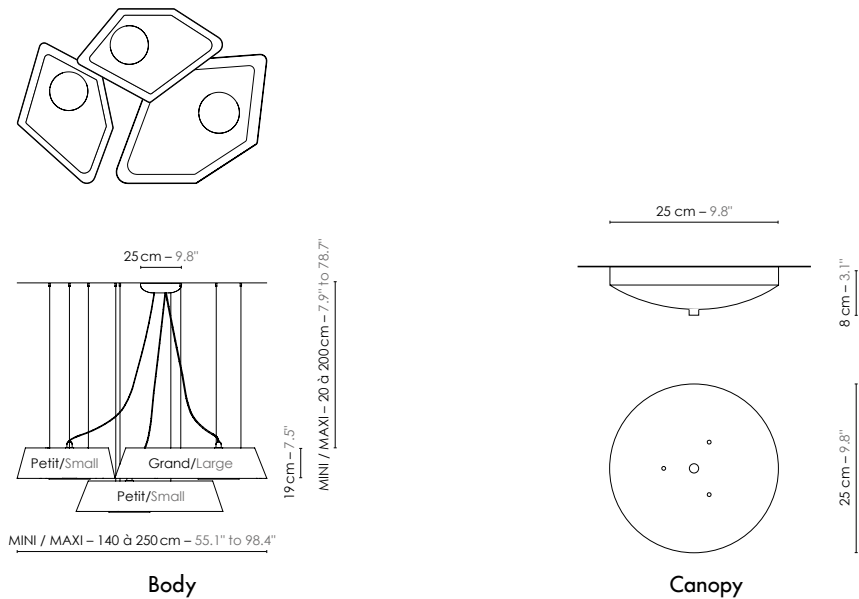 25 cm – 9.8"
MINI / MAXI – 20 à 200 cm – 7.9" to 78.7"
Petit/Small
Grand/Large
Petit/Small
19 cm – 7.5"
MINI / MAXI – 140 à 250 cm – 55.1" to 98.4"
Body
25 cm – 9.8"
8 cm – 3.1"
25 cm – 9.8"
Canopy